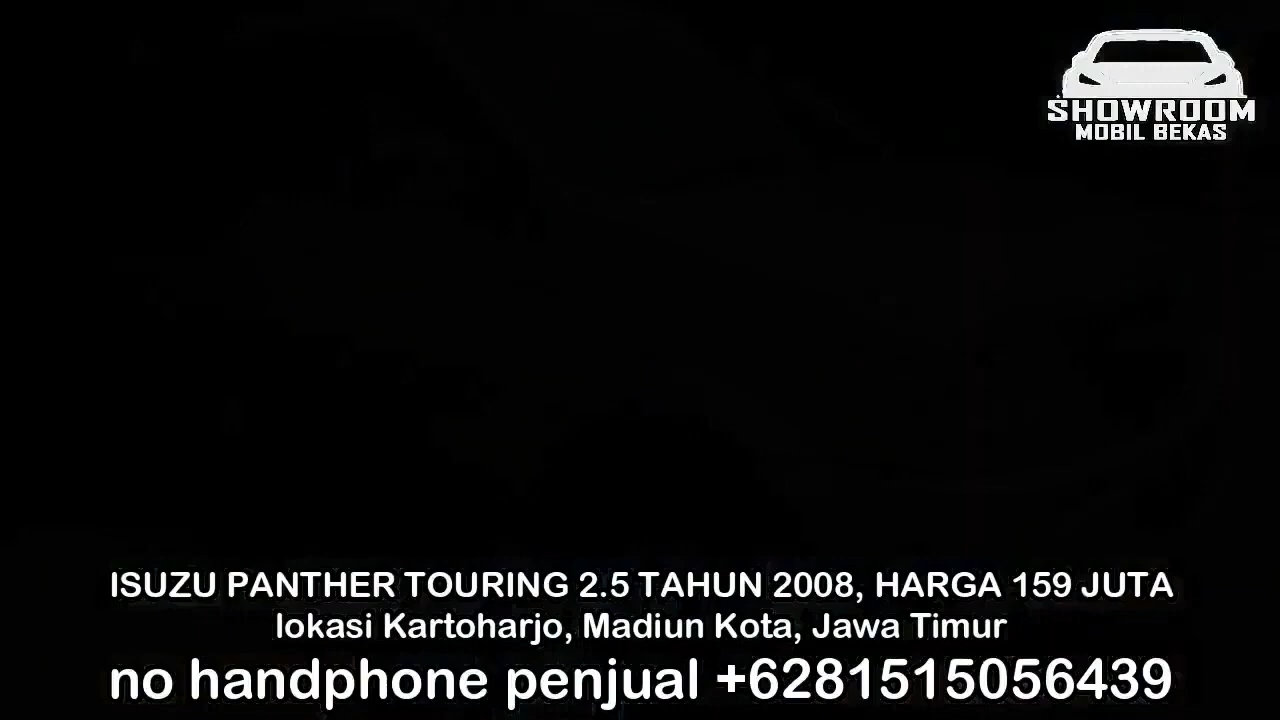 SHOWROOM
MOBIL BEKAS
ISUZU PANTHER TOURING 2.5 TAHUN 2008, HARGA 159 JUTA
lokasi Kartoharjo, Madiun Kota, Jawa Timur
no handphone penjual +6281515056439